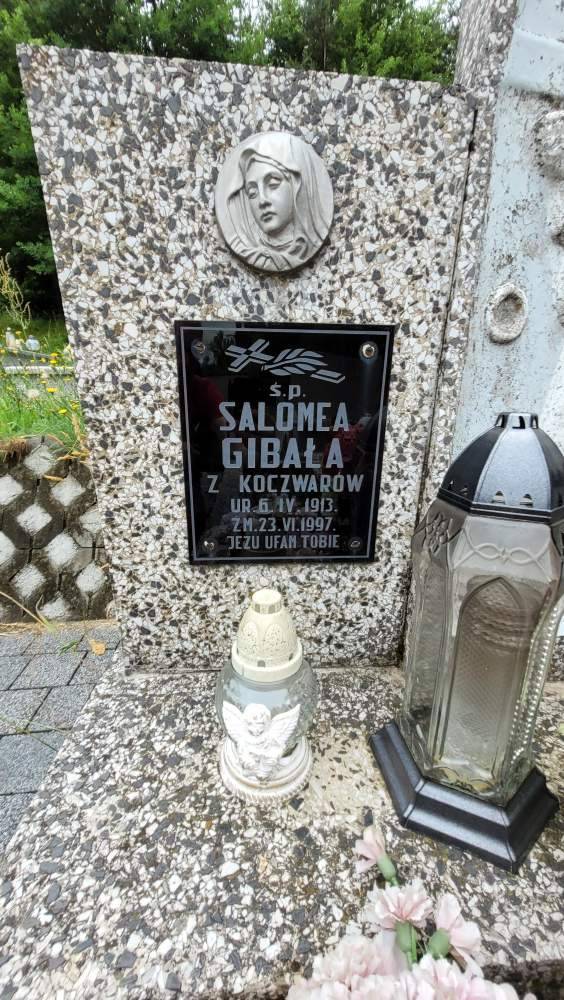 Ś.P.
SALOMEA
GIBAŁA
Z KOCZWARÓW
UR. 6. IV. 1913.
ZM. 23. VI. 1997.
JEZU UFAM TOBIE